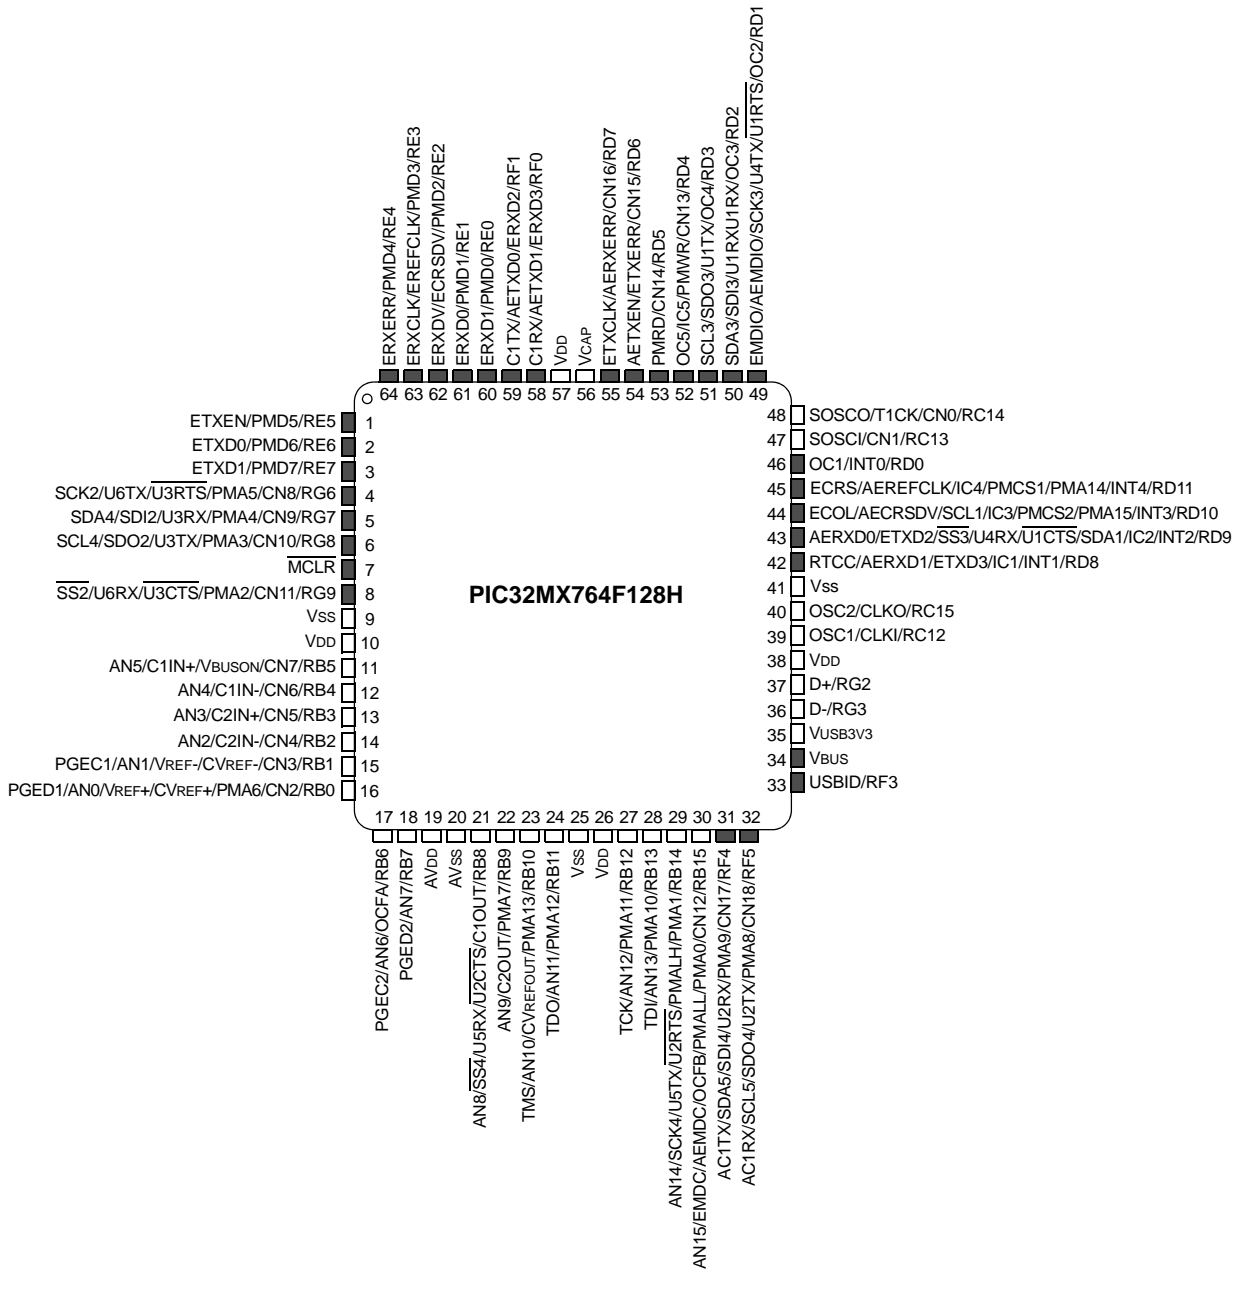 ERXERR/PMD4/RE4
ERXCLK/EREFCLK/PMD3/RE3
ERXDV/ECRSDV/PMD2/RE2
ERXD0/PMD1/RE1
ERXD1/PMD0/RE0
C1TX/AETXD0/ERXD2/RF1
C1RX/AETXD1/ERXD3/RF0
VDD
VCAP
ETXCLK/AERXERR/CN16/RD7
AETXEN/ETXERR/CN15/RD6
PMRD/CN14/RD5
OC5/IC5/PMWR/CN13/RD4
SCL3/SDO3/U1TX/OC4/RD3
SDA3/SDI3/U1RXU1RX/OC3/RD2
EMDIO/AEMDIO/SCK3/U4TX/U1RTS/OC2/RD1
64 63 62 61 60 59 58 57 56 55 54 53 52 51 50 49
ETXEN/PMD5/RE5 1
ETXD0/PMD6/RE6 2
ETXD1/PMD7/RE7 3
SCK2/U6TX/U3RTS/PMA5/CN8/RG6 4
SDA4/SDI2/U3RX/PMA4/CN9/RG7 5
SCL4/SDO2/U3TX/PMA3/CN10/RG8 6
MCLR 7
SS2/U6RX/U3CTS/PMA2/CN11/RG9 8
VSS 9
VDD 10
AN5/C1IN+/VBUSON/CN7/RB5 11
AN4/C1IN-/CN6/RB4 12
AN3/C2IN+/CN5/RB3 13
AN2/C2IN-/CN4/RB2 14
PGEC1/AN1/VREF-/CVREF-/CN3/RB1 15
PGED1/AN0/VREF+/CVREF+/PMA6/CN2/RB0 16
PIC32MX764F128H
48 SOSCO/T1CK/CN0/RC14
47 SOSCI/CN1/RC13
46 OC1/INT0/RD0
45 ECRS/AEREFCLK/IC4/PMCS1/PMA14/INT4/RD11
44 ECOL/AECRSDV/SCL1/IC3/PMCS2/PMA15/INT3/RD10
43 AERXD0/ETXD2/SS3/U4RX/U1CTS/SDA1/IC2/INT2/RD9
42 RTCC/AERXD1/ETXD3/IC1/INT1/RD8
41 Vss
40 OSC2/CLKO/RC15
39 OSC1/CLKI/RC12
38 VDD
37 D+/RG2
36 D-/RG3
35 VUSB3V3
34 VBUS
33 USBID/RF3
17 18 19 20 21 22 23 24 25 26 27 28 29 30 31 32
PGEC2/AN6/OCFA/RB6
PGED2/AN7/RB7
AVDD
AVSS
AN8/SS4/U5RX/U2CTS/C1OUT/RB8
AN9/C2OUT/PMA7/RB9
TMS/AN10/CVREFOUT/PMA13/RB10
TDO/AN11/PMA12/RB11
VSS
VDD
TCK/AN12/PMA11/RB12
TDI/AN13/PMA10/RB13
AN14/SCK4/U5TX/U2RTS/PMALH/PMA1/RB14
AN15/EMDC/AEMDC/OCFB/PMALL/PMA0/CN12/RB15
AC1TX/SDA5/SDI4/U2RX/PMA9/CN17/RF4
AC1RX/SCL5/SDO4/U2TX/PMA8/CN18/RF5